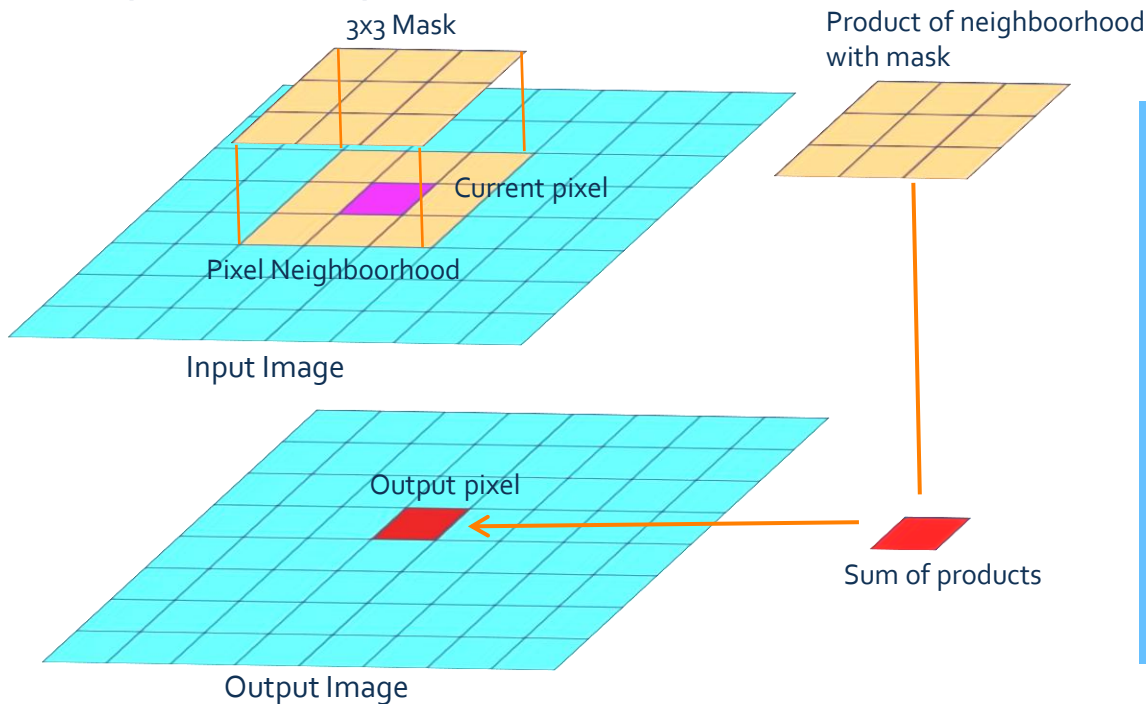 3x3 Mask
Product of neighboorhood
with mask
Current pixel
Pixel Neighboorhood
Input Image
Output pixel
Sum of products
Output Image